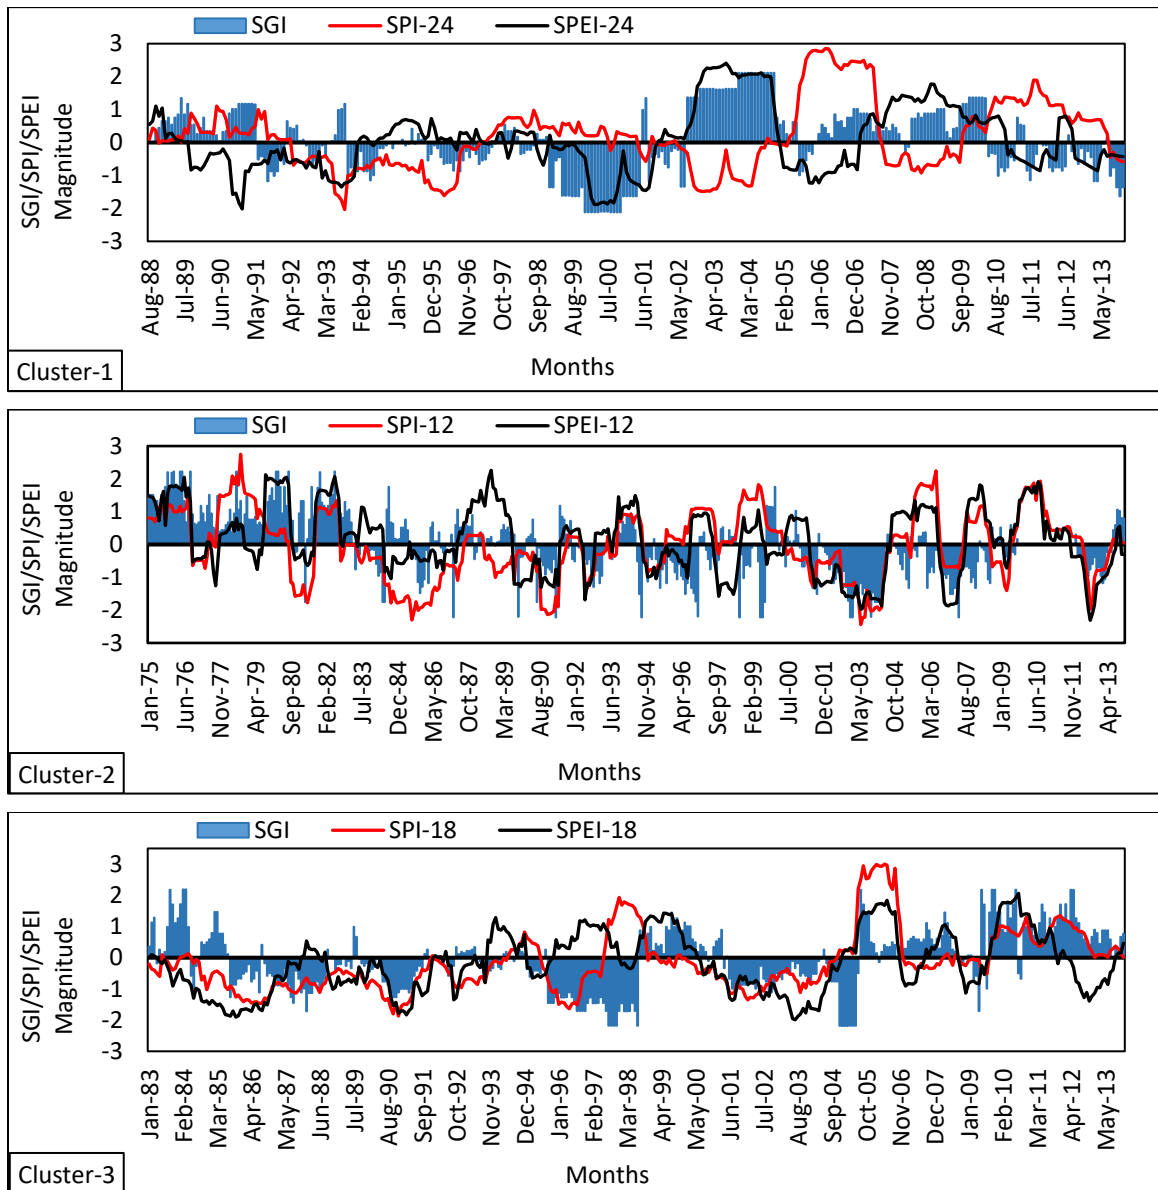 SGI SPI-24 SPEI-24
SGI/SPI/SPEI
Magnitude
3
2
1
0
-1
-2
-3
Aug-88 Jul-89 Jun-90 May-91 Apr-92 Mar-93 Feb-94 Jan-95 Dec-95 Nov-96 Oct-97 Sep-98 Aug-99 Jul-00 Jun-01 May-02 Apr-03 Mar-04 Feb-05 Jan-06 Dec-06 Nov-07 Oct-08 Sep-09 Aug-10 Jul-11 Jun-12 May-13
Months
Cluster-1
SGI SPI-12 SPEI-12
SGI/SPI/SPEI
Magnitude
3
2
1
0
-1
-2
-3
Jan-75 Jun-76 Nov-77 Apr-79 Sep-80 Feb-82 Jul-83 Dec-84 May-86 Oct-87 Mar-89 Aug-90 Jan-92 Jun-93 Nov-94 Apr-96 Sep-97 Feb-99 Jul-00 Dec-01 May-03 Oct-04 Mar-06 Aug-07 Jan-09 Jun-10 Nov-11 Apr-13
Months
Cluster-2
SGI SPI-18 SPEI-18
SGI/SPI/SPEI
Magnitude
3
2
1
0
-1
-2
-3
Jan-83 Feb-84 Mar-85 Apr-86 May-87 Jun-88 Jul-89 Aug-90 Sep-91 Oct-92 Nov-93 Dec-94 Jan-96 Feb-97 Mar-98 Apr-99 May-00 Jun-01 Jul-02 Aug-03 Sep-04 Oct-05 Nov-06 Dec-07 Jan-09 Feb-10 Mar-11 Apr-12 May-13
Months
Cluster-3